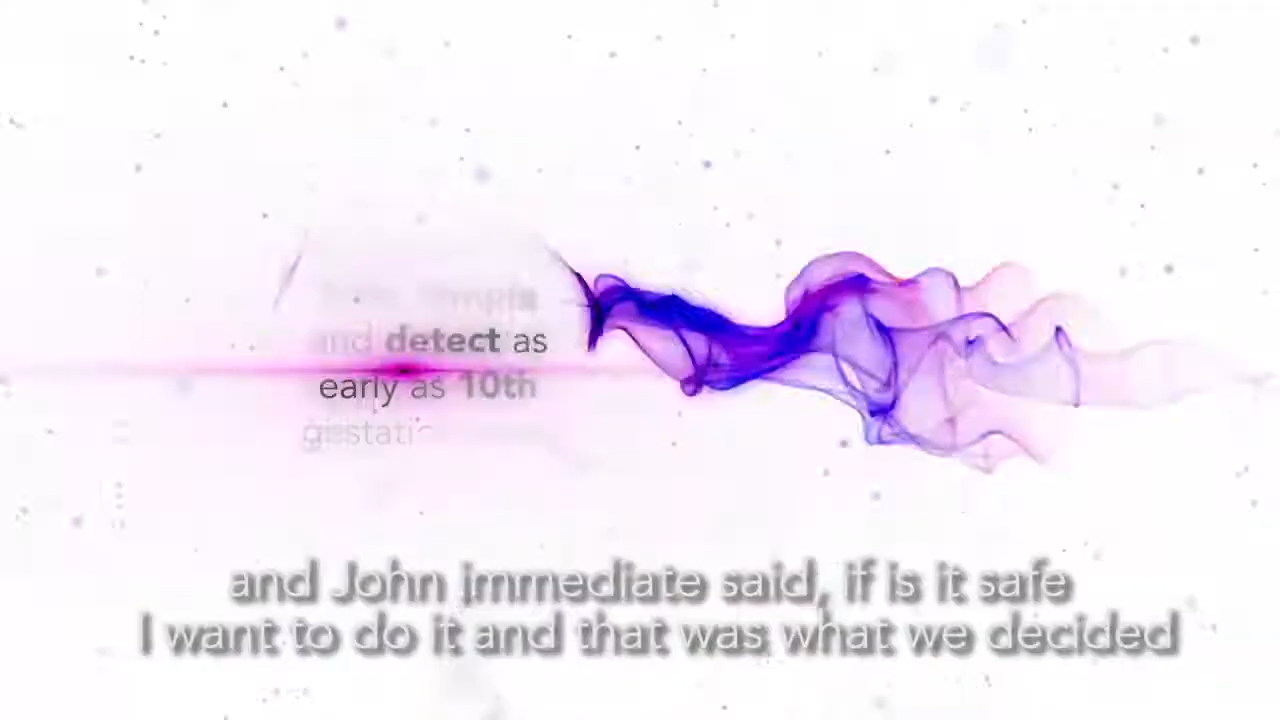 and detect as
early as 10th
and John immediate said, if is it safe
I want to do it and that was what we decided